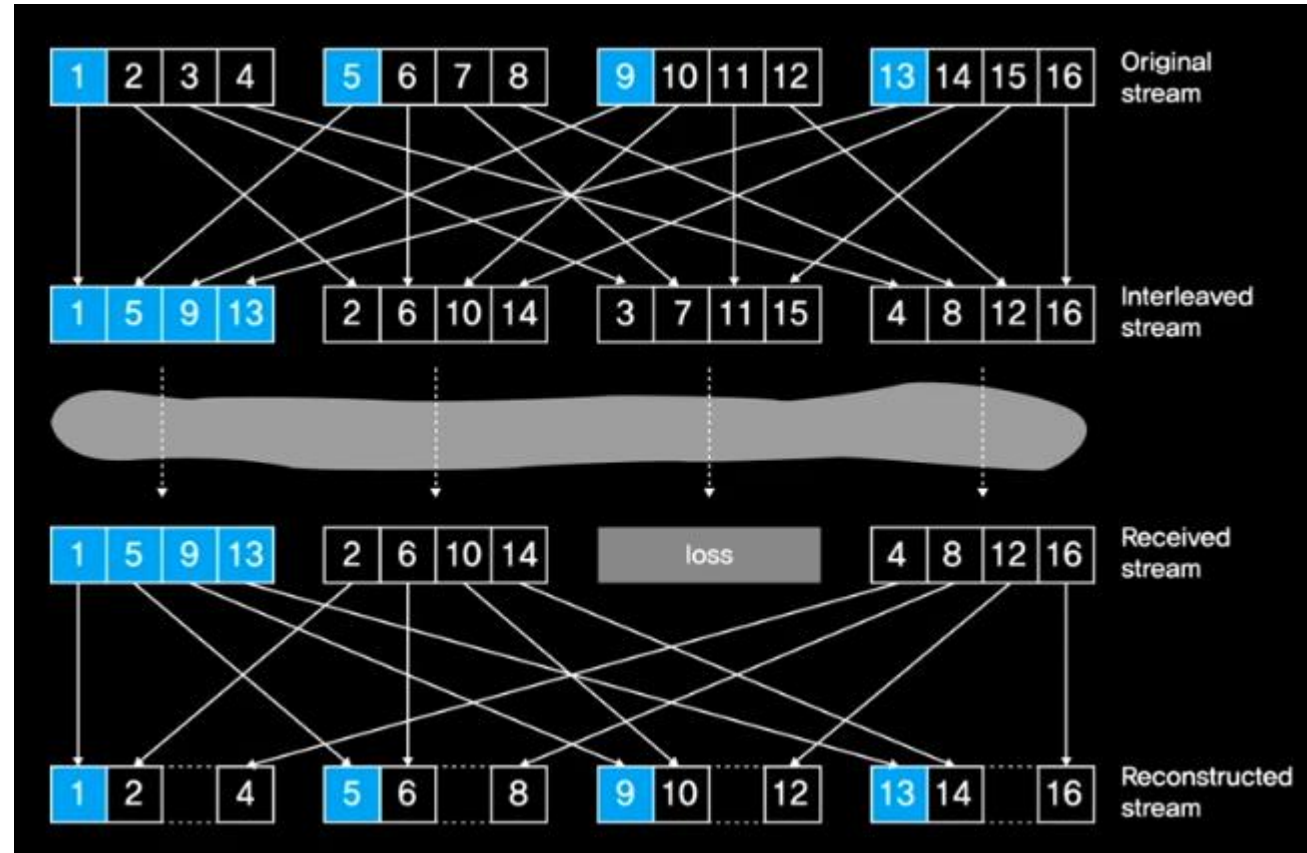 1 2 3 4 5 6 7 8 9 10 11 12 13 14 15 16 Original
stream
1 5 9 13 2 6 10 14 3 7 11 15 4 8 12 16 Interleaved
stream
1 5 9 13 2 6 10 14 loss 4 8 12 16 Received
stream
1 2 4 5 6 8 9 10 12 13 14 16 Reconstructed
stream